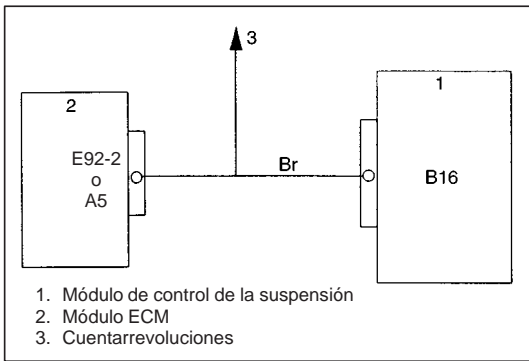 3
2
1
E92-2
o
A5
Br
B16
1. Módulo de control de la suspensión
2. Módulo ECM
3. Cuentarrevoluciones